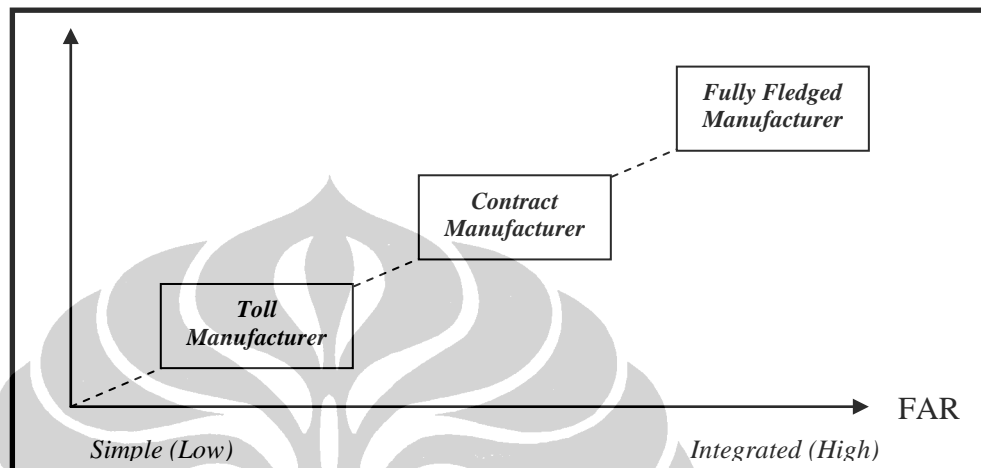 Fully Fledged
Manufacturer
Contract
Manufacturer
Toll
Manufacturer
FAR
Simple (Low)
Integrated (High)